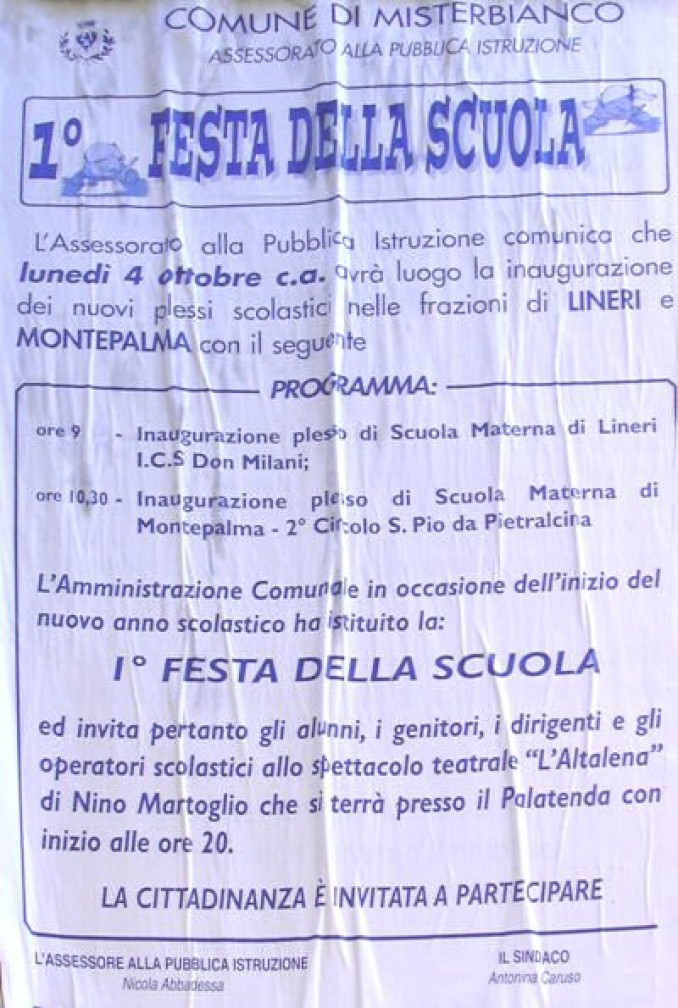 COMUNE DI MISTERBIANCO
ASSESSORATO ALLA PUBBLICA ISTRUZIONE
1° FESTA DELLA SCUOLA
L'Assessorato alla Pubblica Istruzione comunica che
lunedì 4 ottobre c.a. avrà luogo la inaugurazione
dei nuovi plessi scolastici nelle frazioni di LINERI e
MONTEPALMA con il seguente
PROGRAMMA:
ore 9 - Inaugurazione plesso di Scuola Materna di Lineri
I.C.S Don Milani;
ore 10,30 - Inaugurazione plesso di Scuola Materna di
Montepalma - 2° Circolo S. Pio da Pietralcina
L'Amministrazione Comunale in occasione dell'inizio del
nuovo anno scolastico ha istituito la:
1° FESTA DELLA SCUOLA
ed invita pertanto gli alunni, i genitori, i dirigenti e gli
operatori scolastici allo spettacolo teatrale "L'Altalena"
di Nino Martoglio che si terrà presso il Palatenda con
inizio alle ore 20.
LA CITTADINANZA È INVITATA A PARTECIPARE
L'ASSESSORE ALLA PUBBLICA ISTRUZIONE
Nicola Abbadessa
IL SINDACO
Antonina Caruso